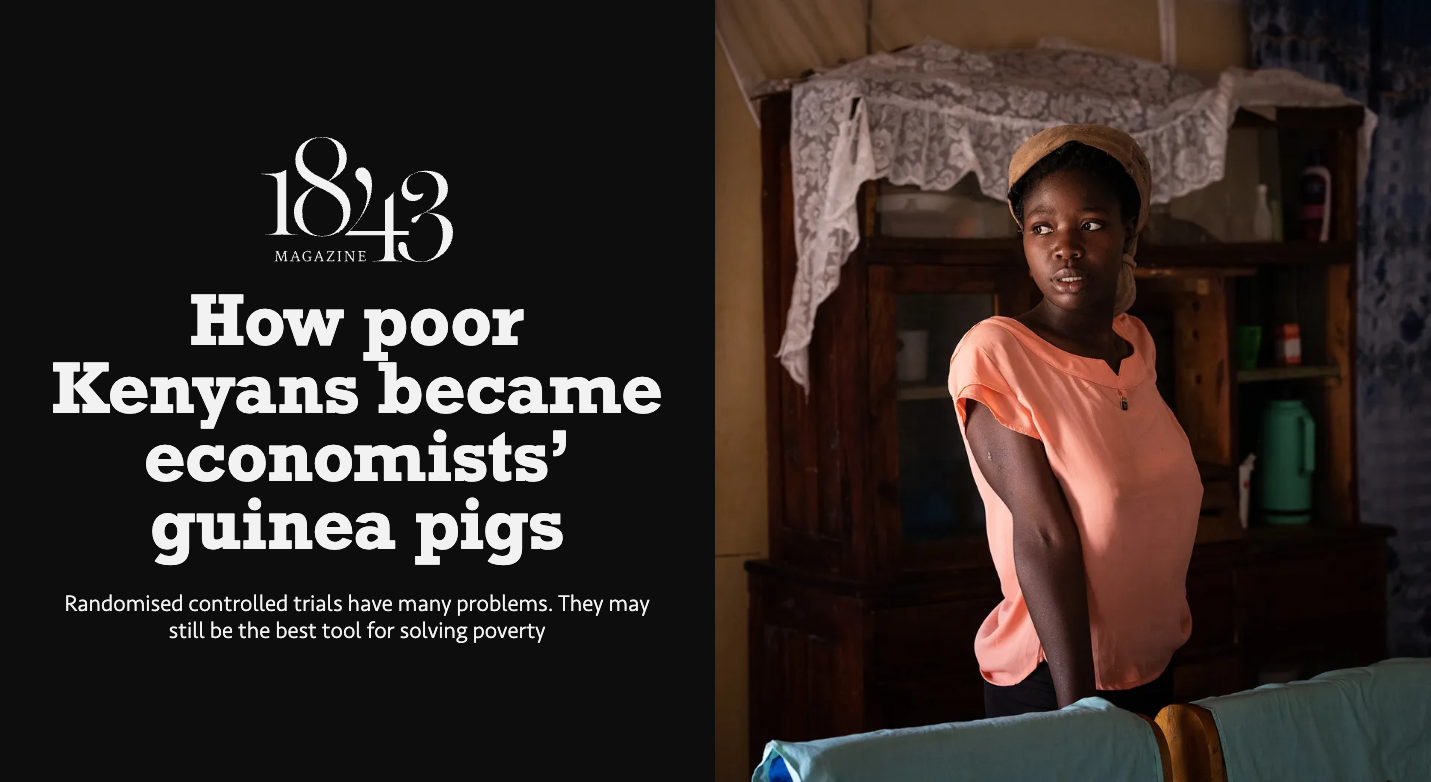 1843
MAGAZINE
How poor
Kenyans became
economists’
guinea pigs
Randomised controlled trials have many problems. They may
still be the best tool for solving poverty